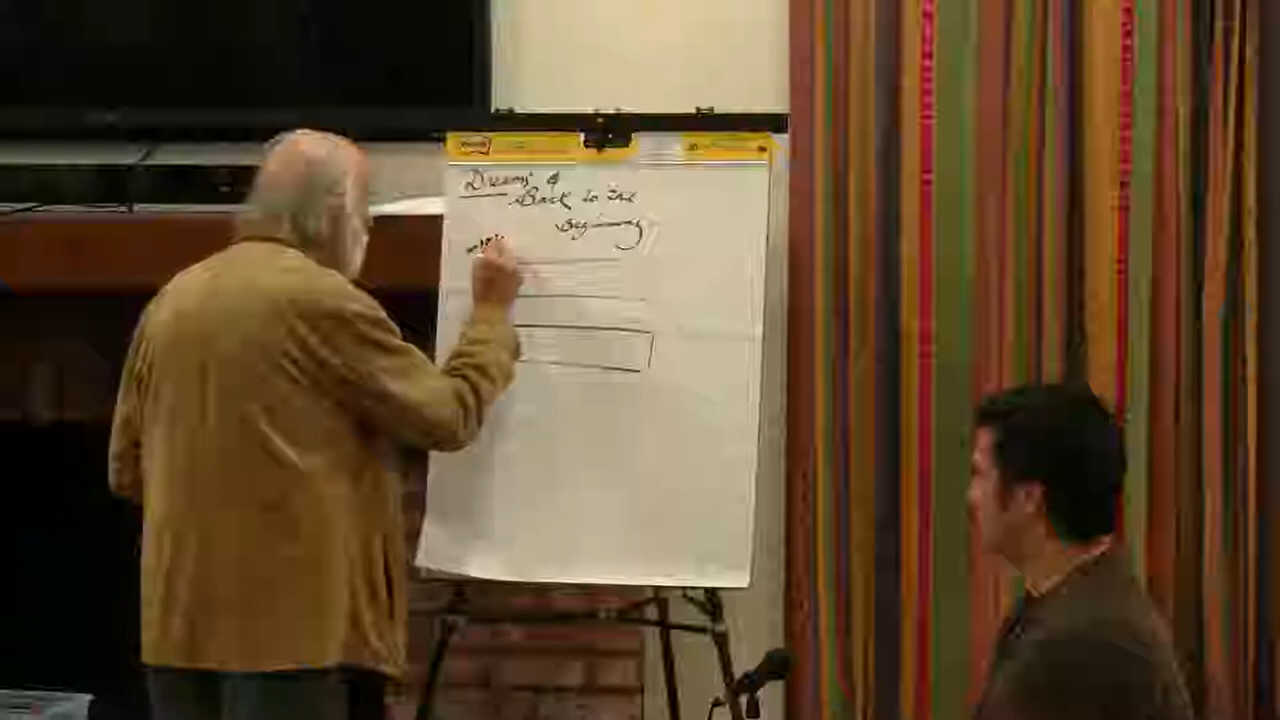 Dreams &
Back to the
Beginning